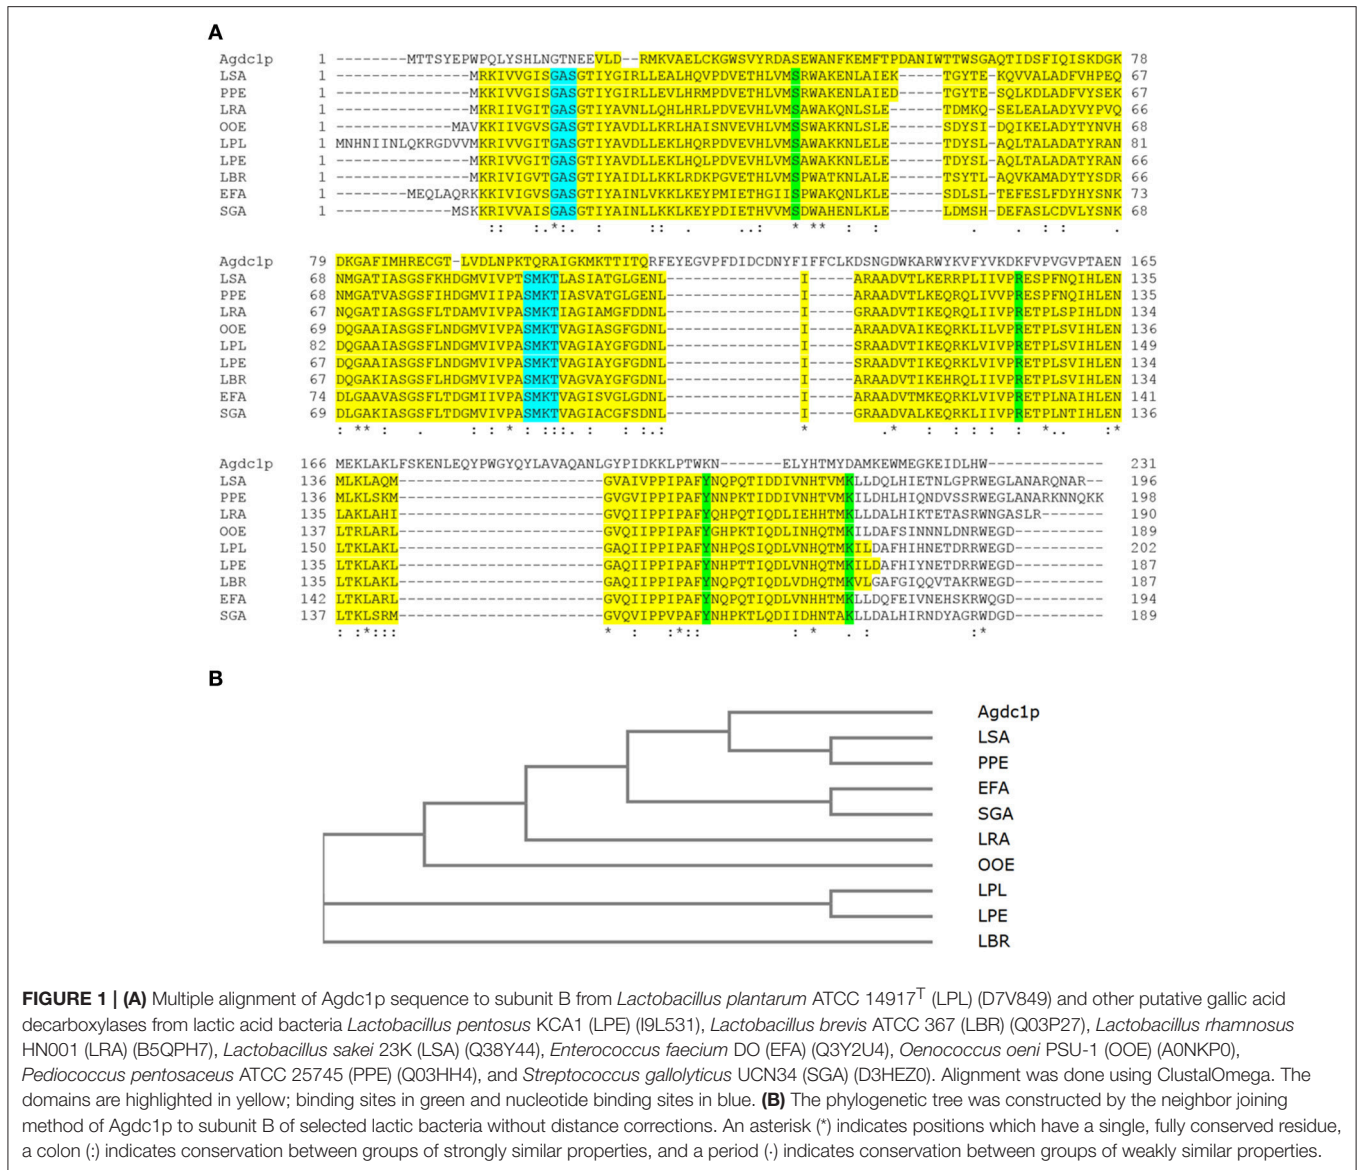 A
Agdc1p 1 --------MTTSYEPWPQLYSHLNGTNEEVLD--RMKVAELCKGWSVYRDASEWANFKEMFTPDANIWTTWSGAQTIDSFIQISKDGK 78
LSA 1 ---------------MRKIVVGISGASGTIYGIRLLEALHQVPDVETHLVMSRWAKENLAIEK-----TGYTE-KQVVALADFVHPEQ 67
PPE 1 ---------------MKKIVVGISGASGTIYGIRLLEVLHRMPDVETHLVMSRWAKENLAIED-----TGYTE-SQLKDLADFVYSEK 67
LRA 1 ---------------MKRIIVGITGASGTIYAVNLLQHLHRLPDVEVHLVMSAWAKQNLSLE------TDMKQ-SELEALADYVYPVQ 66
OOE 1 -------------MAVKKIIVGVSGASGTIYAVDLLKRLHAISNVEVHLVMSSWAKKNLSLE------SDYSI-DQIKELADYTYNVH 68
LPL 1 MNHNIINLQKRGDVVMKRIVVGITGASGTIYAVDLLEKLHQRPDVEVHLVMSAWAKKNLALE------TDYSL-AQLTALADATYRAN 81
LPE 1 ---------------MKRIVVGITGASGTIYAVDLLEKLHQLPDVEVHLVMSAWAKKNLALE------TDYSL-AQLTALADATYRAN 66
LBR 1 ---------------MKRIVIGVTGASGTIYAIDLLKKLRDKPGVETHLVMSPWATKNLALE------TSYTL-AQVKAMADYTYSDR 66
EFA 1 --------MEQLAQRKKKIVIGVSGASGTIYAINLVKKLKEYPMIETHGIISPWAKQNLKLE------SDLSL-TEFESLFDYHYSNK 73
SGA 1 -------------MSKKRIVVAISGASGTIYAINLLKKLKEYPDIETHVVMSDWAHENLKLE------LDMSH-DEFASLCDVLYSNK 68
:: :.*:. : :: . ..: * ** : : . : : .
Agdc1p 79 DKGAFIMHRECGT-LVDLNPKTQRAIGKMKTTITQRFEYEGVPFDIDCDNYFIFFCLKDSNGDWKARWYKVFYVKDKFVPVGVPTAEN 165
LSA 68 NMGATIASGSFKHDGMVIVPTSMKTLASIATGLGENL---------------I-----ARAADVTLKERRPLIIVPRESPFNQIHLEN 135
PPE 68 NMGATVASGSFIHDGMVIIPASMKTIASVATGLGENL---------------I-----ARAADVTLKEQRQLIVVPRESPFNQIHLEN 135
LRA 67 NQGATIASGSFLTDAMVIVPASMKTIAGIAMGFDDNL---------------I-----GRAADVTIKEQRKLIIVPRETPLSPIHLDN 134
OOE 69 DQGAAIASGSFLNDGMVIVPASMKTVAGIASGFGDNL---------------I-----ARAADVAIKEQRKLILVPRETPLSVIHLEN 136
LPL 82 DQGAAIASGSFLNDGMVIVPASMKTVAGIAYGFGDNL---------------I-----SRAADVTIKEQRKLVIVPRETPLSVIHLEN 149
LPE 67 DQGAAIASGSFLNDGMVIVPASMKTVAGIAYGFGDNL---------------I-----SRAADVTIKEQRKLVIVPRETPLSVIHLEN 134
LBR 67 DQGAKIASGSFLHDGMVIVPASMKTVAGVAYGFGDNL---------------I-----ARAADVTIKEHRQLIIVPRETPLSVIHLEN 134
EFA 74 DLGAAVASGSFLTDGMIIVPASMKTVAGISVGLGDNL---------------I-----ARAADVTMKEQRKLIIVPRETPLNAIHLEN 141
SGA 69 DLGAKIASGSFLTDGMVIVPASMKTVAGIACGFSDNL---------------I-----GRAADVALKEQRKLIIVPRETPLNTIHLEN 136
: ** : . : : * : :::. : : :.: * .* : : : : *.. :*
Agdc1p 166 MEKLAKLFSKENLEQYPWGYQYLAVAQANLGYPIDKKLPTWKN-------ELYHTMYDAMKEWMEGKEIDLHW------------- 231
LSA 136 MLKLAQM-----------------------GVAIVPPIPAFYNQPQTIDDIVNHTVMKLLDQLHIETNLGPRWEGLANARQNAR-- 196
PPE 136 MLKLSKM-----------------------GVGVIPPIPAFYNNPKTIDDIVNHTVMKILDHLHIQNDVSSRWEGLANARKNNQKK 198
LRA 135 LAKLAHI-----------------------GVQIIPPIPAFYQHPQTIQDLIEHHTMKLLDALHIKTETASRWNGASLR------- 190
OOE 137 LTRLARL-----------------------GVQIIPPIPAFYGHPKTIQDLINHQTMKILDAFSINNNLDNRWEGD---------- 189
LPL 150 LTKLAKL-----------------------GAQIIPPIPAFYNHPQSIQDLVNHQTMKILDAFHIHNETDRRWEGD---------- 202
LPE 135 LTKLAKL-----------------------GAQIIPPIPAFYNHPTTIQDLVNHQTMKILDAFHIYNETDRRWEGD---------- 187
LBR 135 LTKLAKL-----------------------GAQIIPPIPAFYNQPQTIQDLVDHQTMKVLGAFGIQQVTAKRWEGD---------- 187
EFA 142 LTKLARL-----------------------GVQIIPPIPAFYNQPQTIQDLVNHHTMKLLDQFEIVNEHSKRWQGD---------- 194
SGA 137 LTKLSRM-----------------------GVQVIPPVPAFYNHPKTLQDIIDHNTAKLLDALHIRNDYAGRWDGD---------- 189
: :*::: * : :*:: : * . : :*
B
Agdc1p
LSA
PPE
EFA
SGA
LRA
OOE
LPL
LPE
LBR
FIGURE 1 | (A) Multiple alignment of Agdc1p sequence to subunit B from Lactobacillus plantarum ATCC 14917T (LPL) (D7V849) and other putative gallic acid
decarboxylases from lactic acid bacteria Lactobacillus pentosus KCA1 (LPE) (I9L531), Lactobacillus brevis ATCC 367 (LBR) (Q03P27), Lactobacillus rhamnosus
HN001 (LRA) (B5QPH7), Lactobacillus sakei 23K (LSA) (Q38Y44), Enterococcus faecium DO (EFA) (Q3Y2U4), Oenococcus oeni PSU-1 (OOE) (A0NKP0),
Pediococcus pentosaceus ATCC 25745 (PPE) (Q03HH4), and Streptococcus gallolyticus UCN34 (SGA) (D3HEZ0). Alignment was done using ClustalOmega. The
domains are highlighted in yellow; binding sites in green and nucleotide binding sites in blue. (B) The phylogenetic tree was constructed by the neighbor joining
method of Agdc1p to subunit B of selected lactic bacteria without distance corrections. An asterisk (*) indicates positions which have a single, fully conserved residue,
a colon (:) indicates conservation between groups of strongly similar properties, and a period (·) indicates conservation between groups of weakly similar properties.